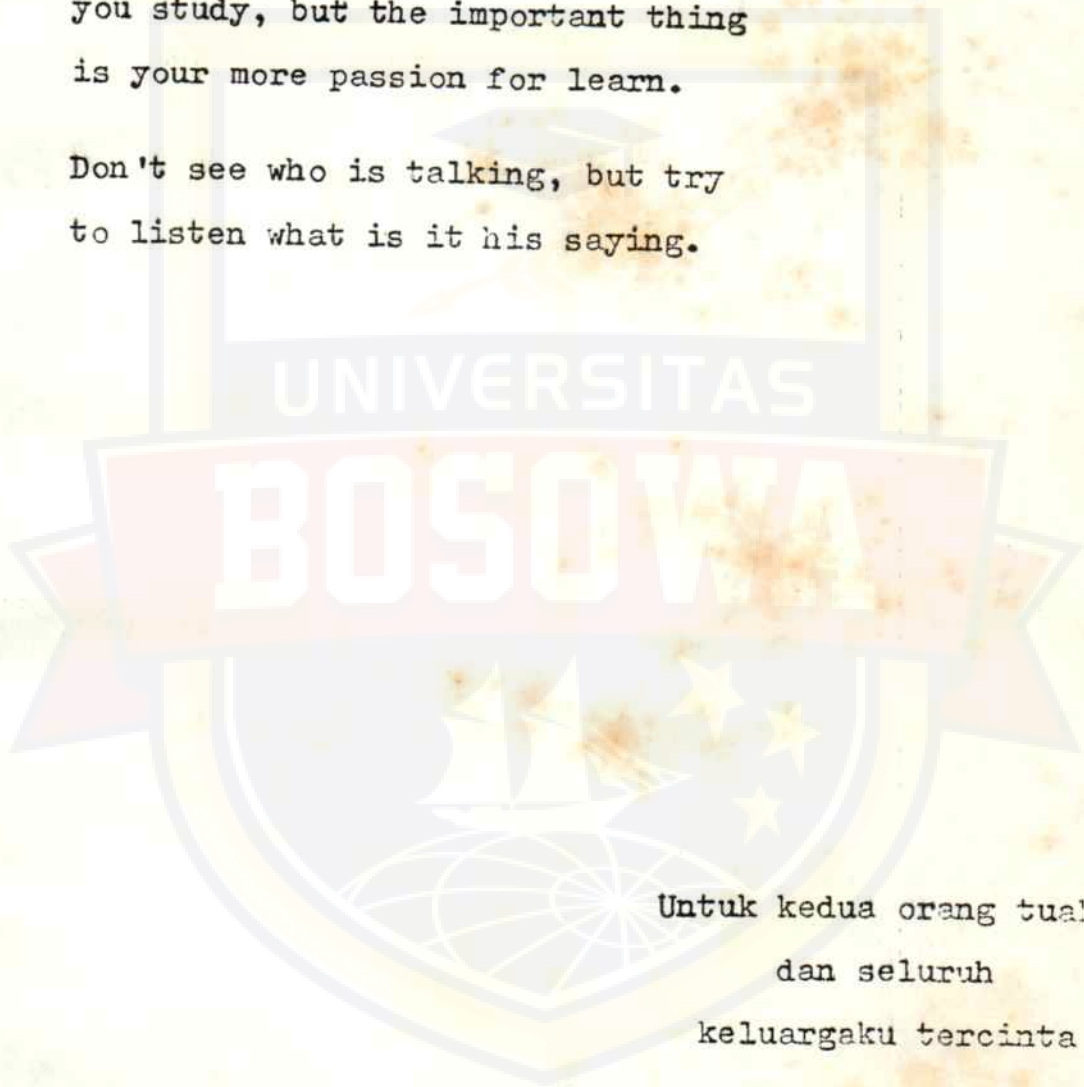 you study, but the important thing
is your more passion for learn.
Don't see who is talking, but try
to listen what is it his saying.
UNIVERSITAS
BOSOWA
Untuk kedua orang
dan seluruh
keluargaku tercinta